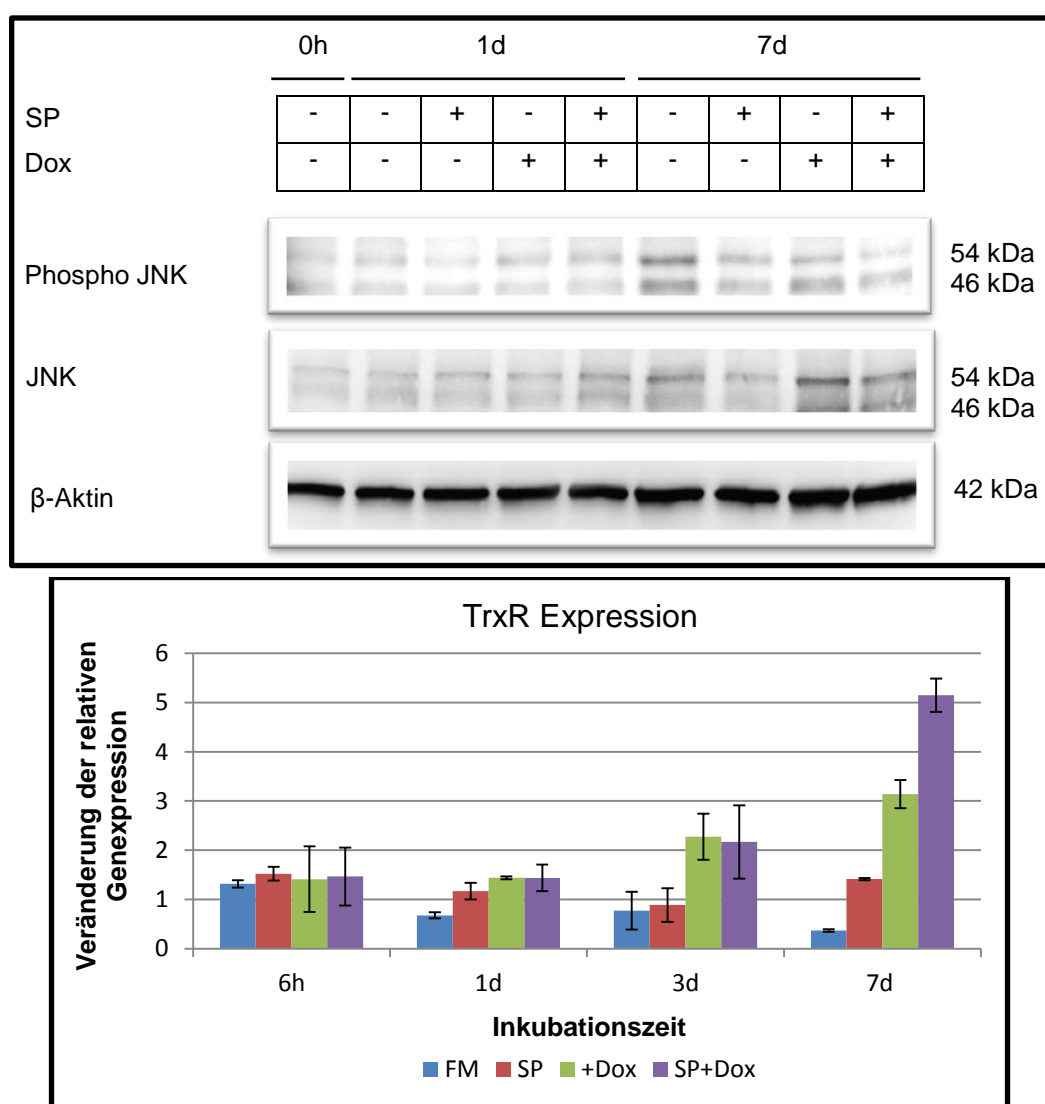 0h 1d 7d
SP - - + - + - + - +
Dox - - - + + - - + +
Phospho JNK 54 kDa
46 kDa
JNK 54 kDa
46 kDa
β-Aktin 42 kDa
TrxR Expression
Veränderung der relativen
Genexpression
6
5
4
3
2
1
0
6h 1d 3d 7d
Inkubationszeit
FM SP +Dox SP+Dox